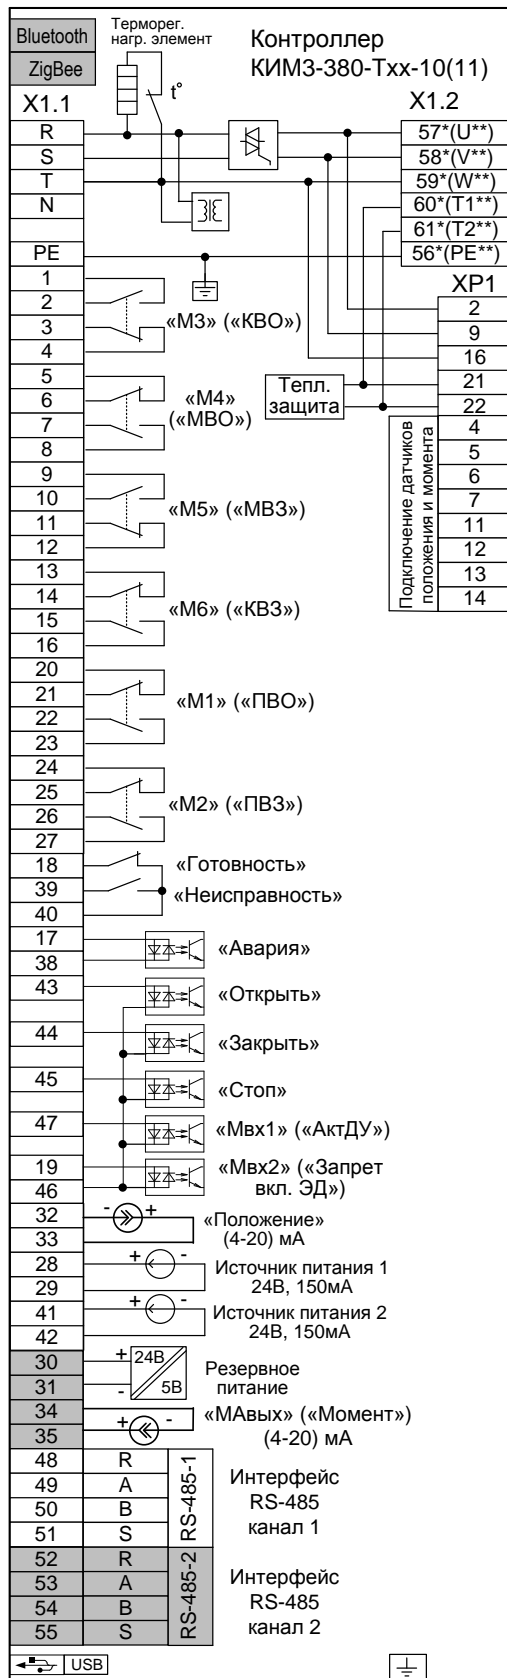 Bluetooth
ZigBee
Терморег.
нагр. элемент
t°
Контроллер
КИМ3-380-Тхх-10(11)
X1.1
R
S
T
N
PE
X1.2
57*(U**)
58*(V**)
59*(W**)
60*(T1**)
61*(T2**)
56*(PE**)
XP1
2
9
16
21
22
4
5
6
7
11
12
13
14
Тепл.
защита
Подключение датчиков
положения и момента
1
2
3
4
«М3» («КВО»)
5
6
7
8
«М4»
(«МВО»)
9
10
11
12
«М5» («МВЗ»)
13
14
15
16
«М6» («КВЗ»)
20
21
22
23
«М1» («ПВО»)
24
25
26
27
«М2» («ПВЗ»)
18
39
40
«Готовность»
«Неисправность»
17
38
«Авария»
43
«Открыть»
44
«Закрыть»
45
«Стоп»
47
«Мвх1» («АктДУ»)
19
46
«Мвх2» («Запрет
вкл. ЭД»)
32
33
- +
«Положение»
(4-20) мА
28
29
+ -
Источник питания 1
24В, 150мА
41
42
+ -
Источник питания 2
24В, 150мА
30
31
+
-
24В
5В
Резервное
питание
34
35
+ -
«МАвых» («Момент»)
(4-20) мА
48 R
49 A
50 B
51 S
RS-485-1
Интерфейс
RS-485
канал 1
52 R
53 A
54 B
55 S
RS-485-2
Интерфейс
RS-485
канал 2
USB